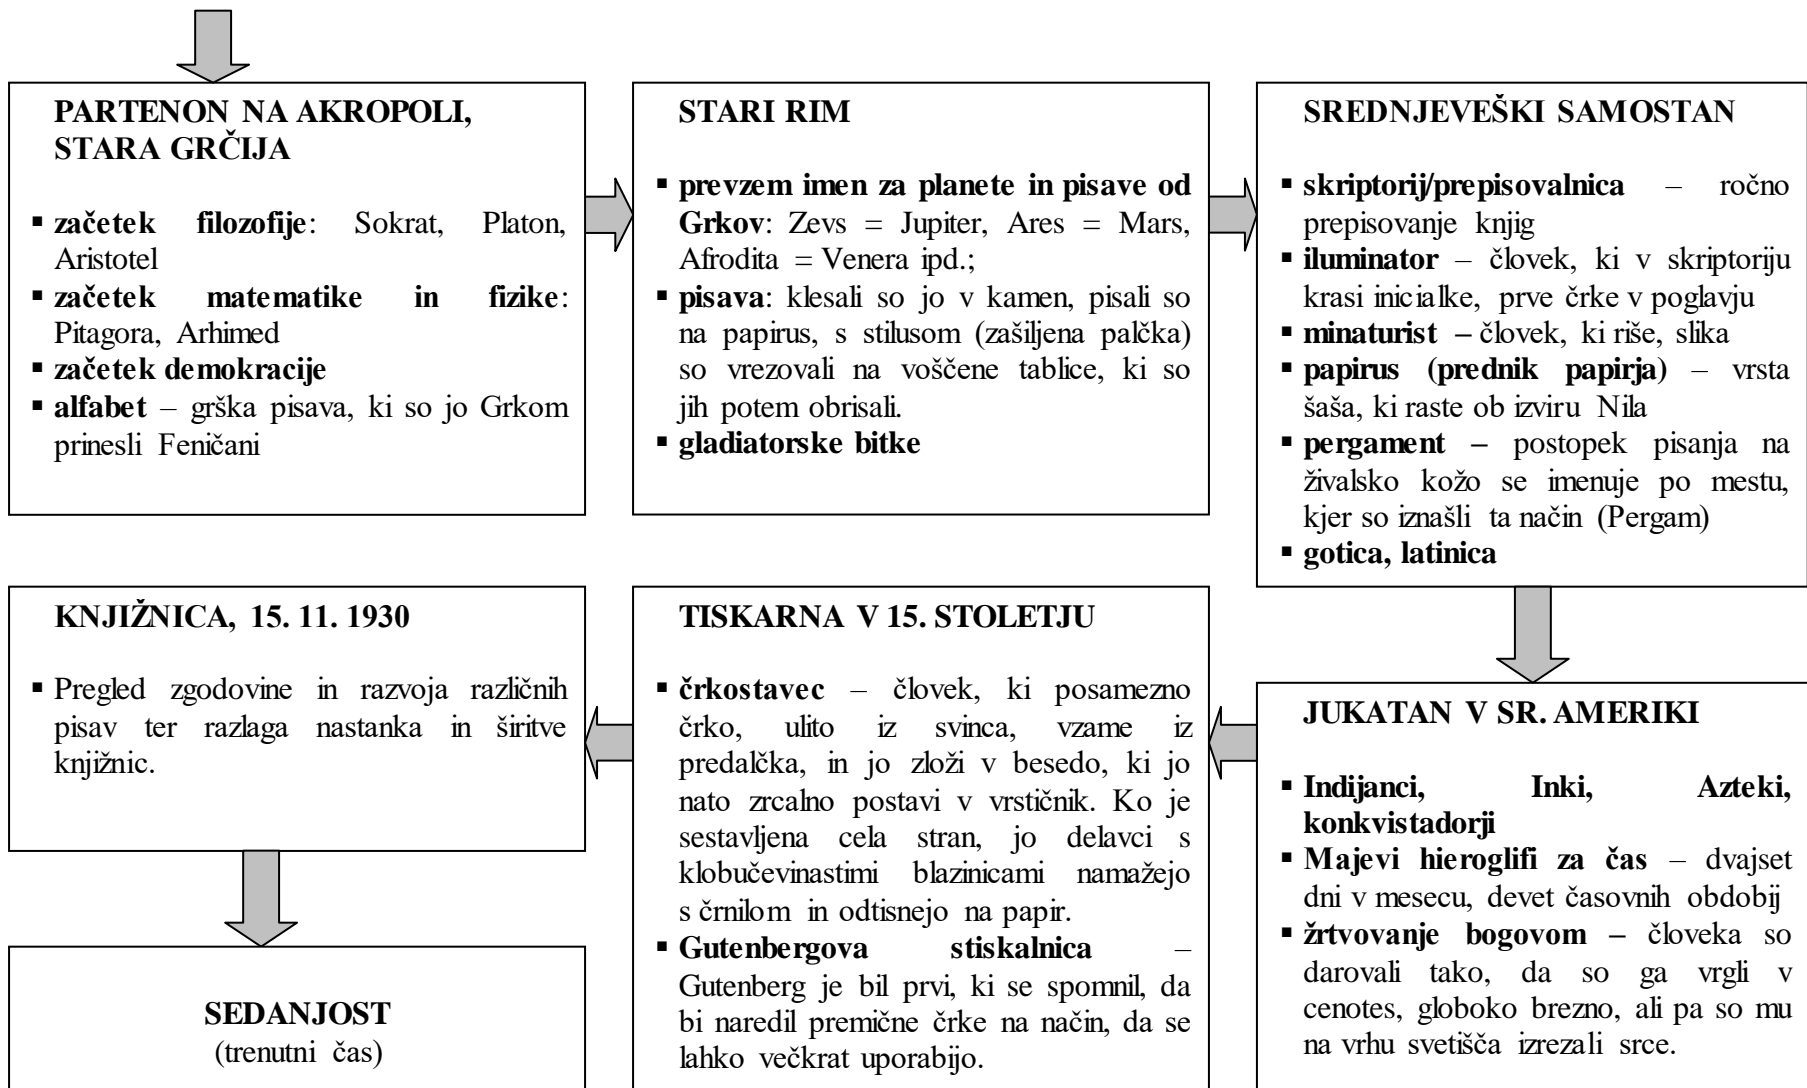 PARTENON NA AKROPOLI,
STARA GRČIJA
▪ začetek filozofije: Sokrat, Platon,
Aristotel
▪ začetek matematike in fizike:
Pitagora, Arhimed
▪ začetek demokracije
▪ alfabet – grška pisava, ki so jo Grkom
prinesli Feničani
STARI RIM
▪ prevzem imen za planete in pisave od
Grkov: Zevs = Jupiter, Ares = Mars,
Afrodita = Venera ipd.;
▪ pisava: klesali so jo v kamen, pisali so
na papirus, s stilusom (zašiljena palčka)
so vrezovali na voščene tablice, ki so
jih potem obrisali.
▪ gladiatorske bitke
SREDNJEVEŠKI SAMOSTAN
▪ skriptorij/prepisovalnica – ročno
prepisovanje knjig
▪ iluminator – človek, ki v skriptoriju
krasi inicialke, prve črke v poglavju
▪ minaturist – človek, ki riše, slika
▪ papirus (prednik papirja) – vrsta
šaša, ki raste ob izviru Nila
▪ pergament – postopek pisanja na
živalsko kožo se imenuje po mestu,
kjer so iznašli ta način (Pergam)
▪ gotica, latinica
JUKATAN V SR. AMERIKI
▪ Indijanci, Inki, Azteki,
konkvistadorji
▪ Majevi hieroglifi za čas – dvajset
dni v mesecu, devet časovnih obdobij
▪ žrtvovanje bogovom – človeka so
darovali tako, da so ga vrgli v
cenotes, globoko brezno, ali pa so mu
na vrhu svetišča izrezali srce.
TISKARNA V 15. STOLETJU
▪ črkostavec – človek, ki posamezno
črko, ulito iz svinca, vzame iz
predalčka, in jo zloži v besedo, ki jo
nato zrcalno postavi v vrstičnik. Ko je
sestavljena cela stran, jo delavci s
klobučevinastimi blazinicami namažejo
s črnilom in odtisnejo na papir.
▪ Gutenbergova stiskalnica –
Gutenberg je bil prvi, ki se spomnil, da
bi naredil premične črke na način, da se
lahko večkrat uporabijo.
KNJIŽNICA, 15. 11. 1930
▪ Pregled zgodovine in razvoja različnih
pisav ter razlaga nastanka in širitve
knjižnic.
SEDANJOST
(trenutni čas)